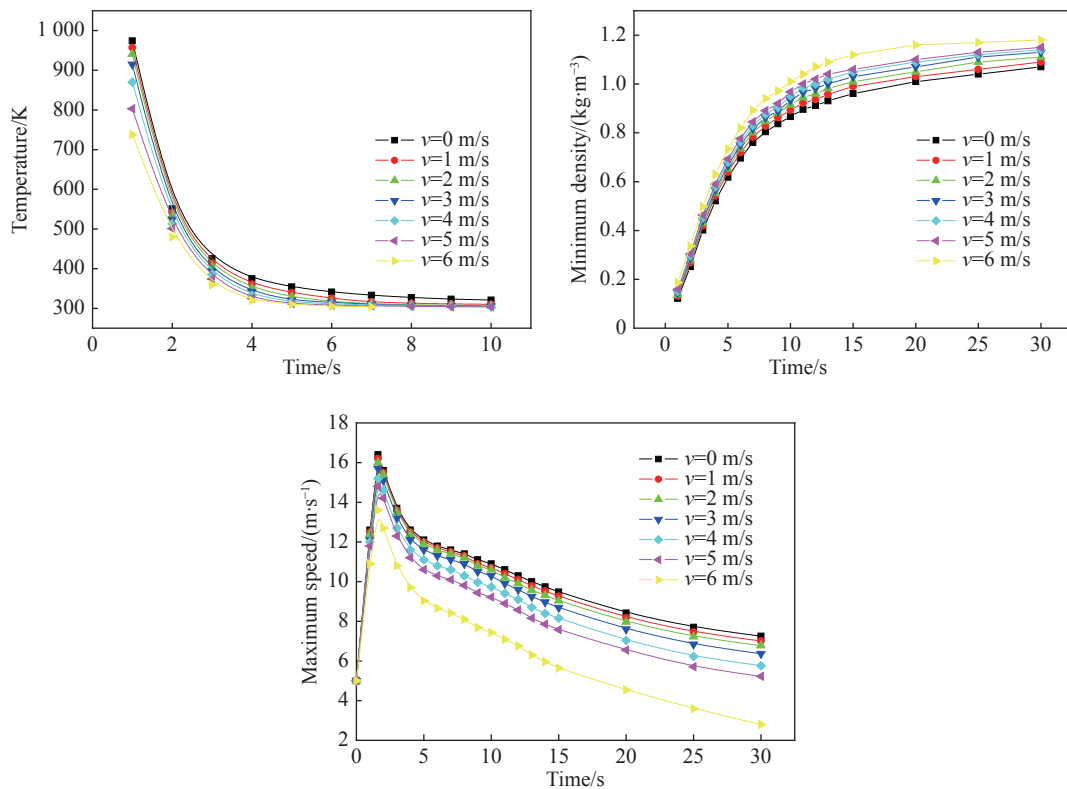 Temperature/K
1 000
900
800
700
600
500
400
300
0
2
4
6
8
10
Time/s
v=0 m/s
v=1 m/s
v=2 m/s
v=3 m/s
v=4 m/s
v=5 m/s
v=6 m/s
Minimum density/(kg·m⁻³)
1.2
1.0
0.8
0.6
0.4
0.2
0
0
5
10
15
20
25
30
Time/s
v=0 m/s
v=1 m/s
v=2 m/s
v=3 m/s
v=4 m/s
v=5 m/s
v=6 m/s
Maximum speed/(m·s⁻¹)
18
16
14
12
10
8
6
4
2
0
5
10
15
20
25
30
Time/s
v=0 m/s
v=1 m/s
v=2 m/s
v=3 m/s
v=4 m/s
v=5 m/s
v=6 m/s